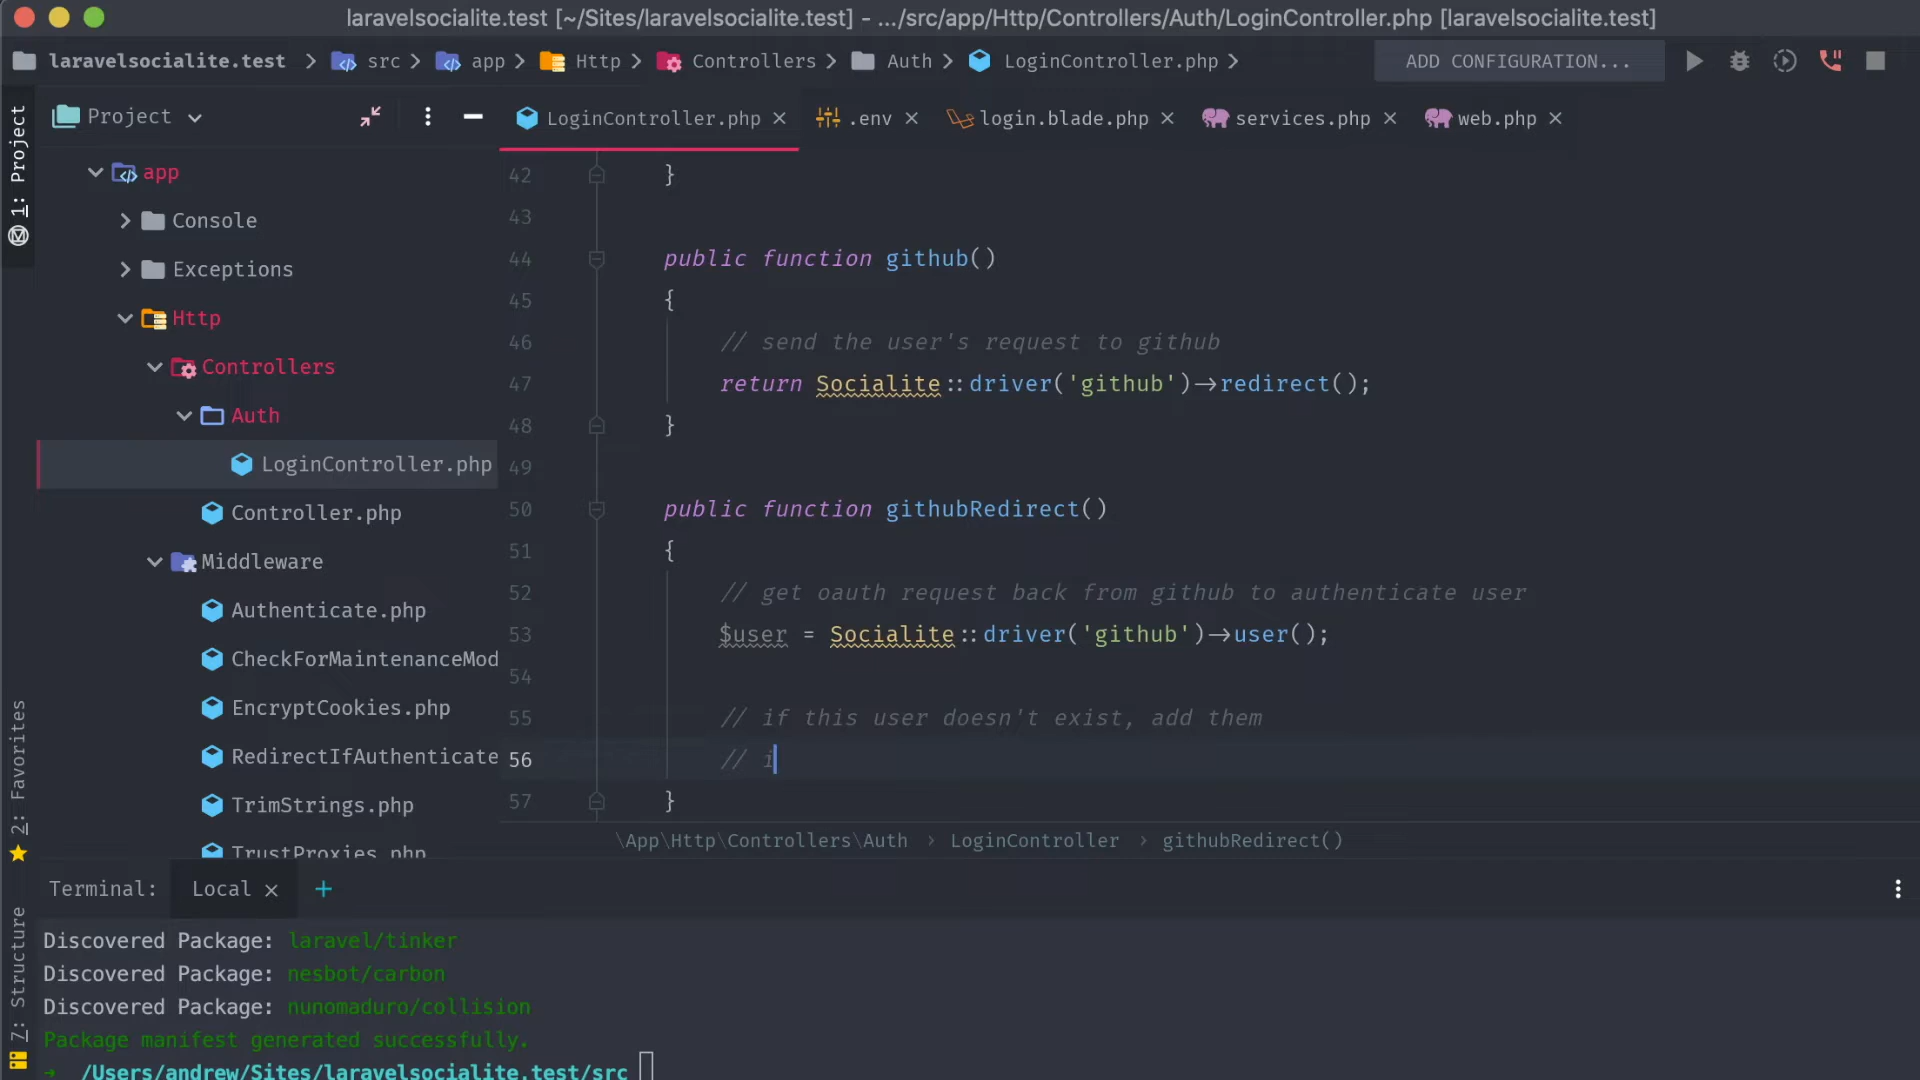 laravelsocialite.test [~/Sites/laravelsocialite.test] - .../src/app/Http/Controllers/Auth/LoginController.php [laravelsocialite.test]
laravelsocialite.test > src > app > Http > Controllers > Auth > LoginController.php >
ADD CONFIGURATION...
1: Project
Project
LoginController.php
.env
login.blade.php
services.php
web.php
app
Console
Exceptions
Http
Controllers
Auth
LoginController.php
Controller.php
Middleware
Authenticate.php
CheckForMaintenanceMod
EncryptCookies.php
RedirectIfAuthenticate
TrimStrings.php
TrustProxies.php
2: Favorites
7: Structure
42 }
43
44 public function github()
45 {
46 // send the user's request to github
47 return Socialite::driver('github')->redirect();
48 }
49
50 public function githubRedirect()
51 {
52 // get oauth request back from github to authenticate user
53 $user = Socialite::driver('github')->user();
54
55 // if this user doesn't exist, add them
56 // i
57 }
\App\Http\Controllers\Auth > LoginController > githubRedirect()
Terminal: Local × +
Discovered Package: laravel/tinker
Discovered Package: nesbot/carbon
Discovered Package: nunomaduro/collision
Package manifest generated successfully.
→ /Users/andrew/Sites/laravelsocialite.test/src